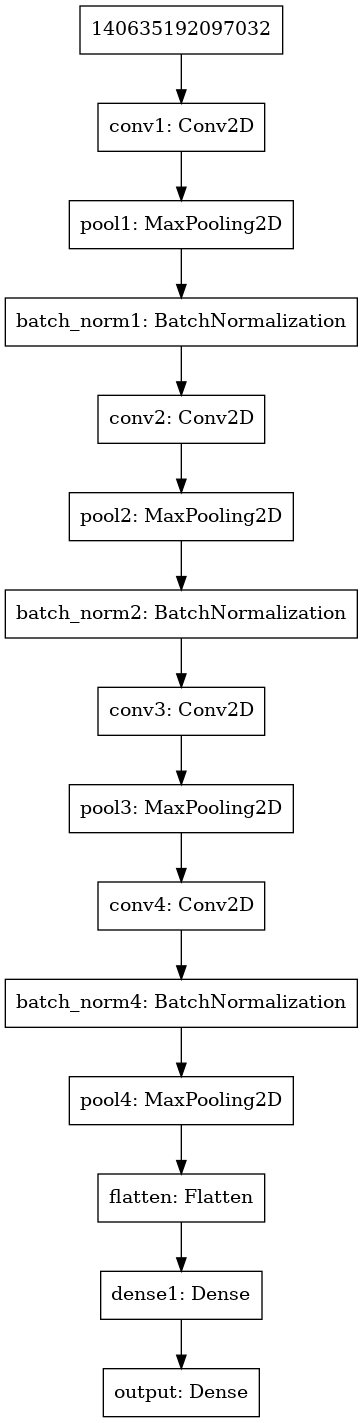 140635192097032
conv1: Conv2D
pool1: MaxPooling2D
batch_norm1: BatchNormalization
conv2: Conv2D
pool2: MaxPooling2D
batch_norm2: BatchNormalization
conv3: Conv2D
pool3: MaxPooling2D
conv4: Conv2D
batch_norm4: BatchNormalization
pool4: MaxPooling2D
flatten: Flatten
dense1: Dense
output: Dense